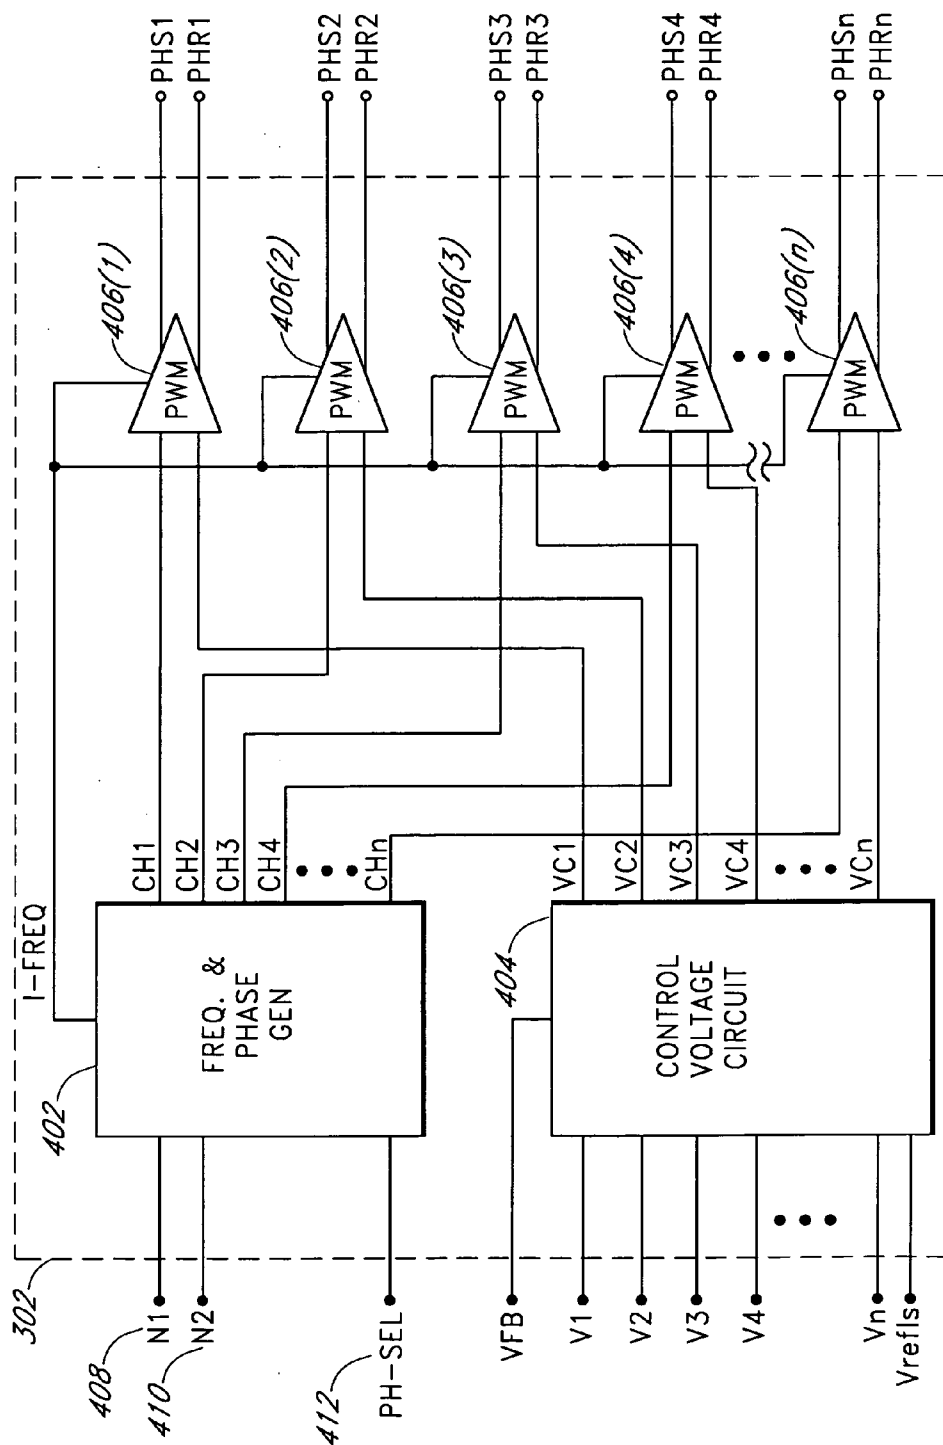 302
408
N1
410
N2
412
PH-SEL
VFB
V1
V2
V3
V4
Vn
Vrefls
402
FREQ. &
PHASE
GEN
404
CONTROL
VOLTAGE
CIRCUIT
I-FREQ
CH1
CH2
CH3
CH4
CHn
VC1
VC2
VC3
VC4
VCn
406(1)
PWM
406(2)
PWM
406(3)
PWM
406(4)
PWM
406(n)
PWM
PHS1
PHR1
PHS2
PHR2
PHS3
PHR3
PHS4
PHR4
PHSn
PHRn